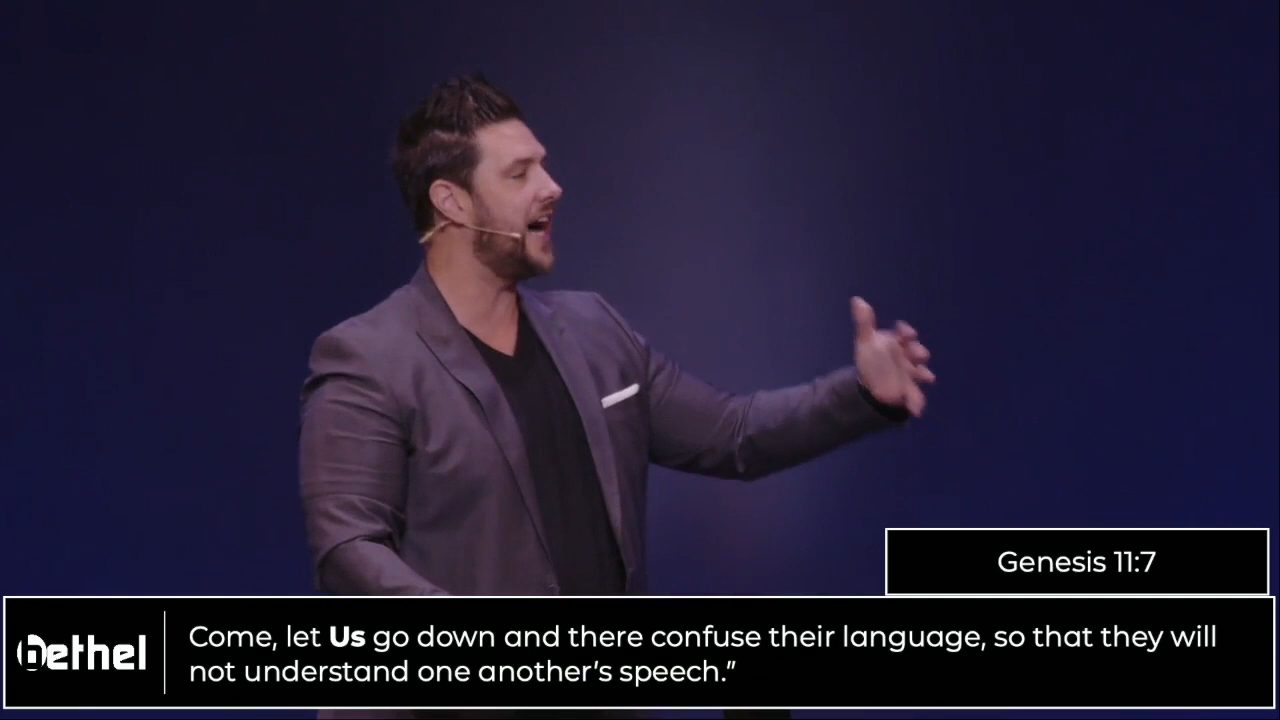 Genesis 11:7
bethel
Come, let Us go down and there confuse their language, so that they will
not understand one another's speech.”